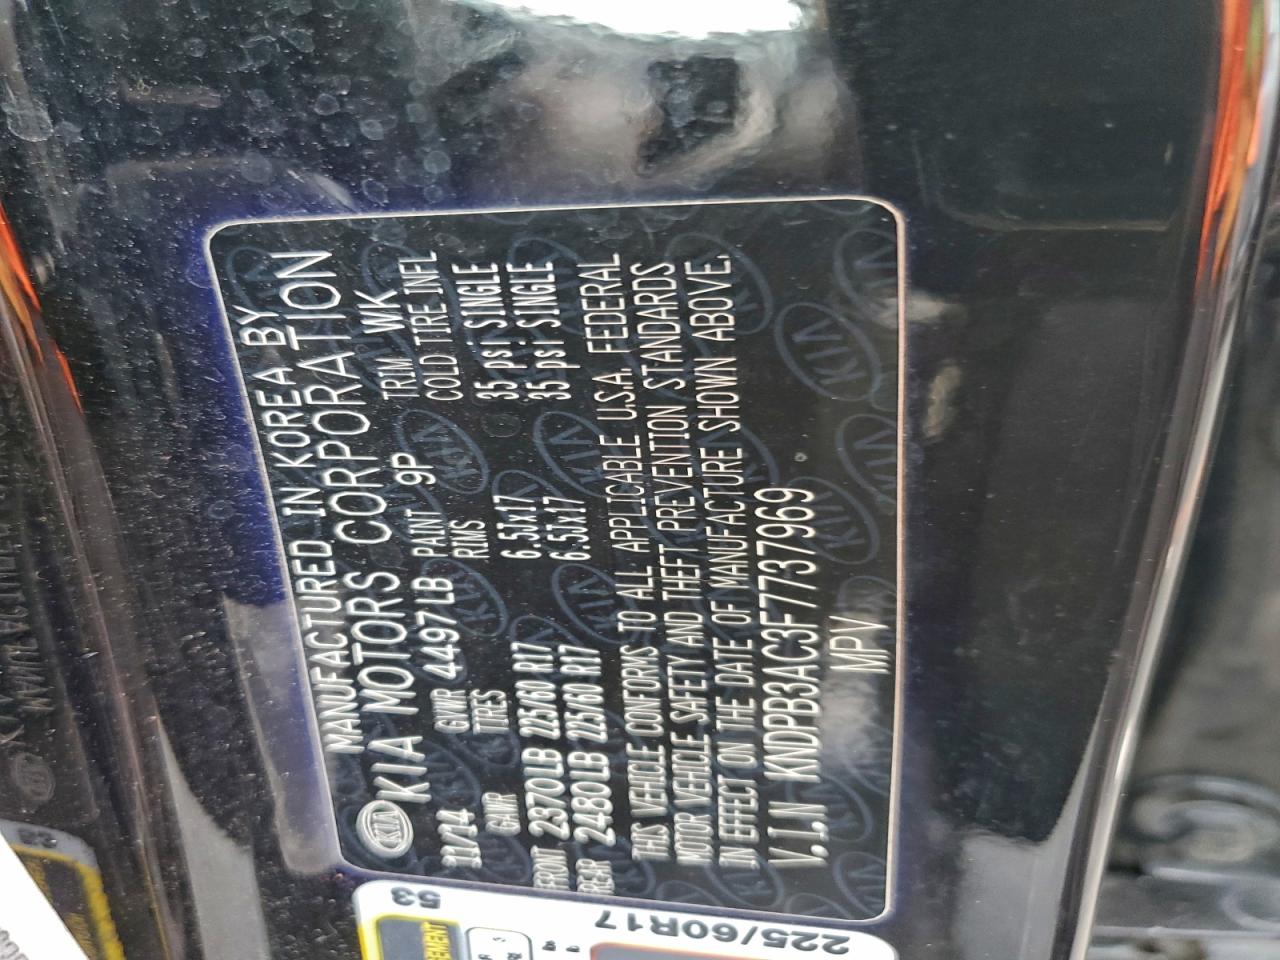 MANUFACTURED IN KOREA BY
KIA KIA MOTORS CORPORATION
11/14 GVWR 4497LB PAINT 9P TRIM WK
GAWR TIRES RIMS COLD TIRE INFL
FRONT 2370LB 225/60 R17 6.5Jx17 35 psi SINGLE
REAR 2480LB 225/60 R17 6.5Jx17 35 psi SINGLE
THIS VEHICLE CONFORMS TO ALL APPLICABLE U.S.A. FEDERAL
MOTOR VEHICLE SAFETY AND THEFT PREVENTION STANDARDS
IN EFFECT ON THE DATE OF MANUFACTURE SHOWN ABOVE.
V.I.N KNDPB3AC3F7737969
MPV
53
225/60R17